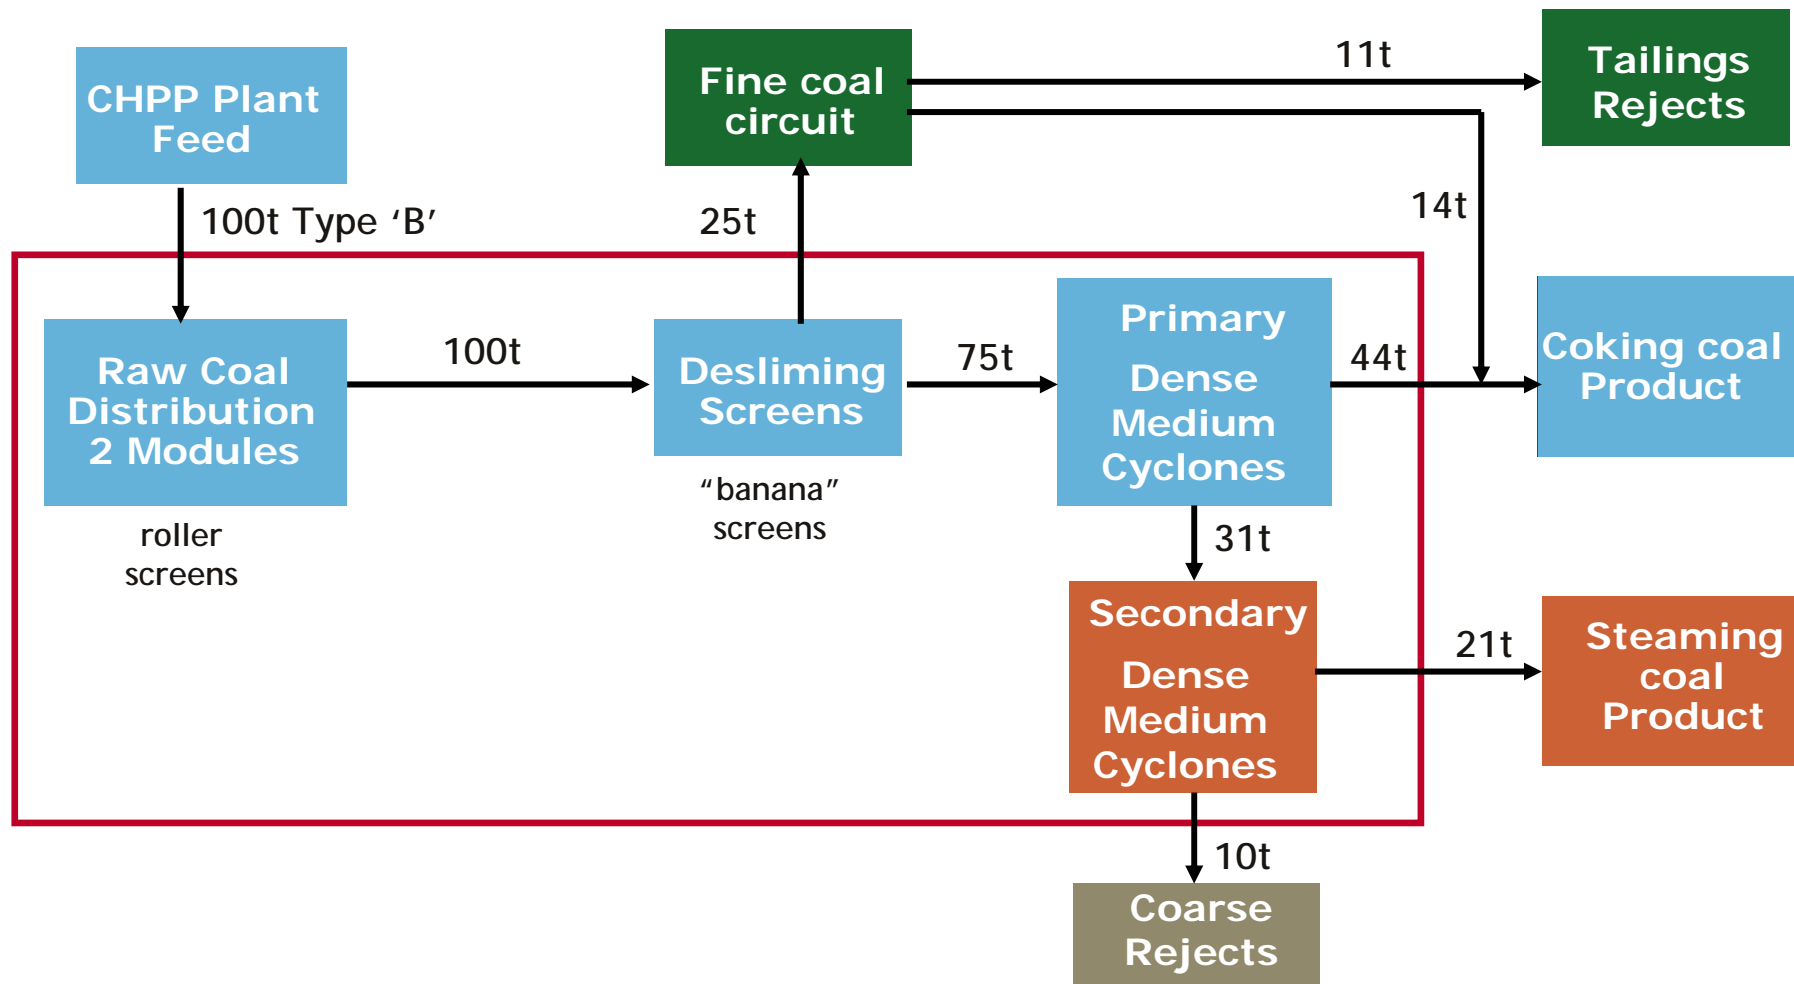 CHPP Plant
Feed
Fine coal
circuit
11t
Tailings
Rejects
100t Type ‘B’
25t
14t
Raw Coal
Distribution
2 Modules
roller
screens
100t
Desliming
Screens
“banana”
screens
75t
Primary
Dense
Medium
Cyclones
44t
Coking coal
Product
31t
Secondary
Dense
Medium
Cyclones
21t
Steaming
coal
Product
10t
Coarse
Rejects